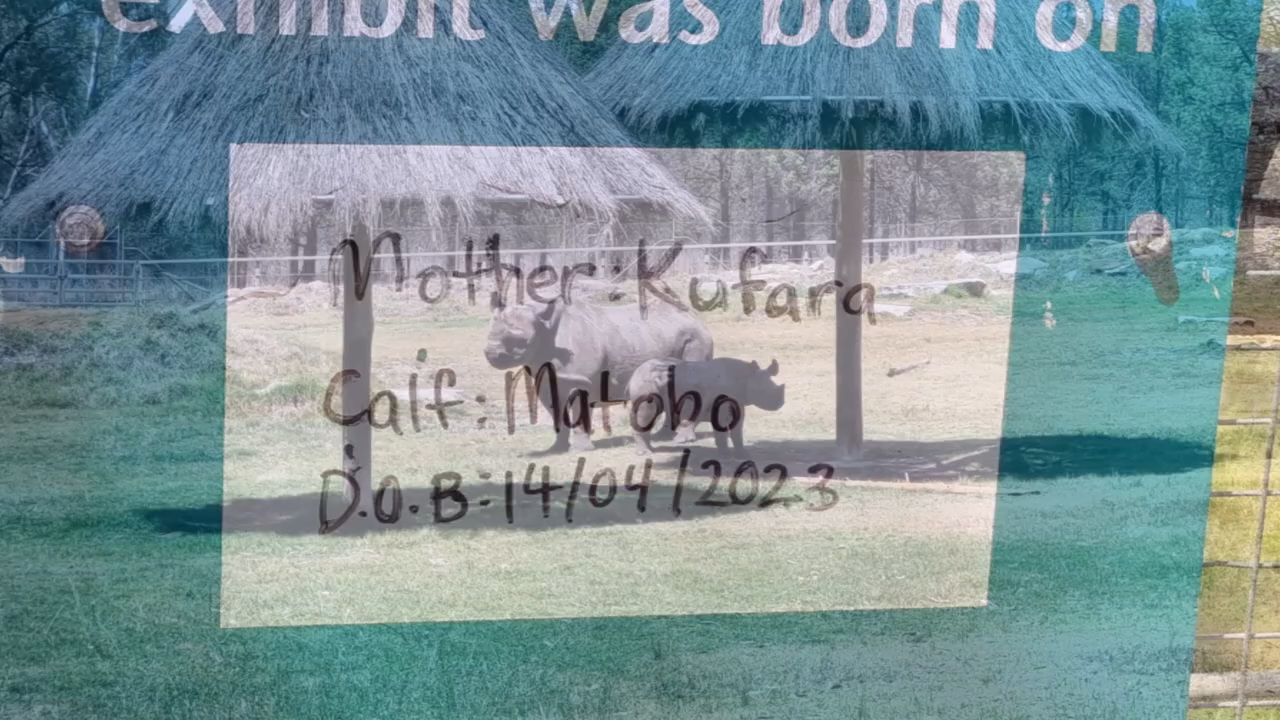 exhibit was born on
Mother: Kufara
Calf: Matobo
D.O.B: 14/04/2023